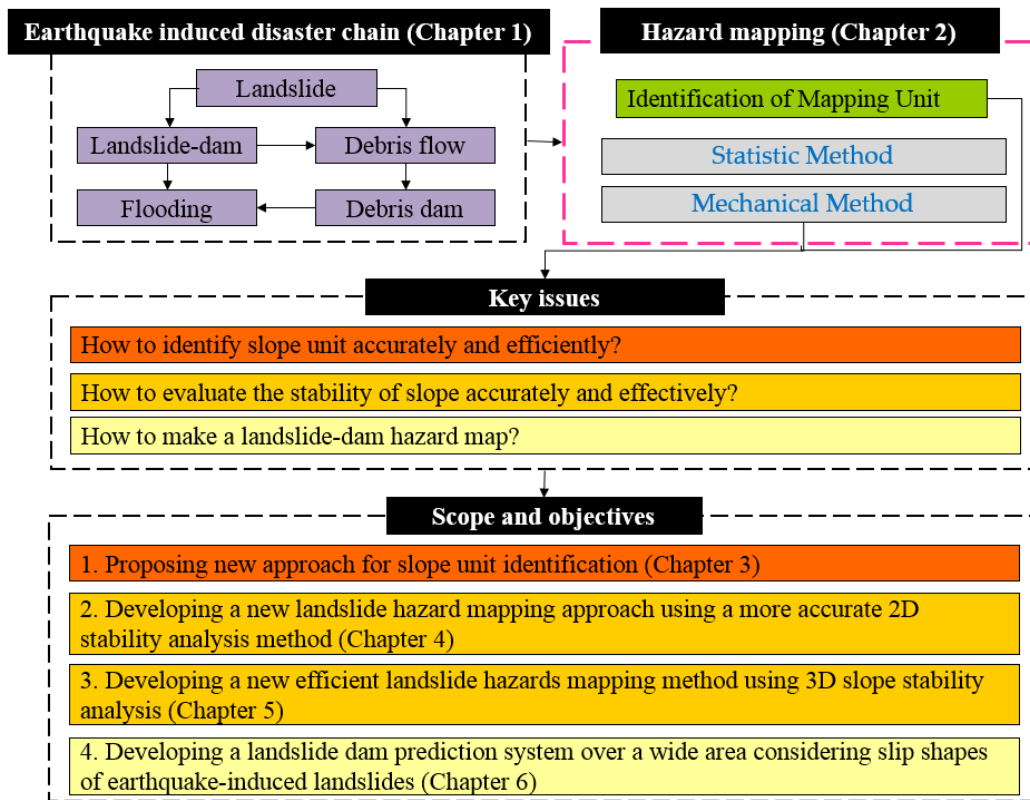 Earthquake induced disaster chain (Chapter 1)
Landslide
Landslide-dam
Debris flow
Flooding
Debris dam
Hazard mapping (Chapter 2)
Identification of Mapping Unit
Statistic Method
Mechanical Method
Key issues
How to identify slope unit accurately and efficiently?
How to evaluate the stability of slope accurately and effectively?
How to make a landslide-dam hazard map?
Scope and objectives
1. Proposing new approach for slope unit identification (Chapter 3)
2. Developing a new landslide hazard mapping approach using a more accurate 2D
stability analysis method (Chapter 4)
3. Developing a new efficient landslide hazards mapping method using 3D slope stability
analysis (Chapter 5)
4. Developing a landslide dam prediction system over a wide area considering slip shapes
of earthquake-induced landslides (Chapter 6)